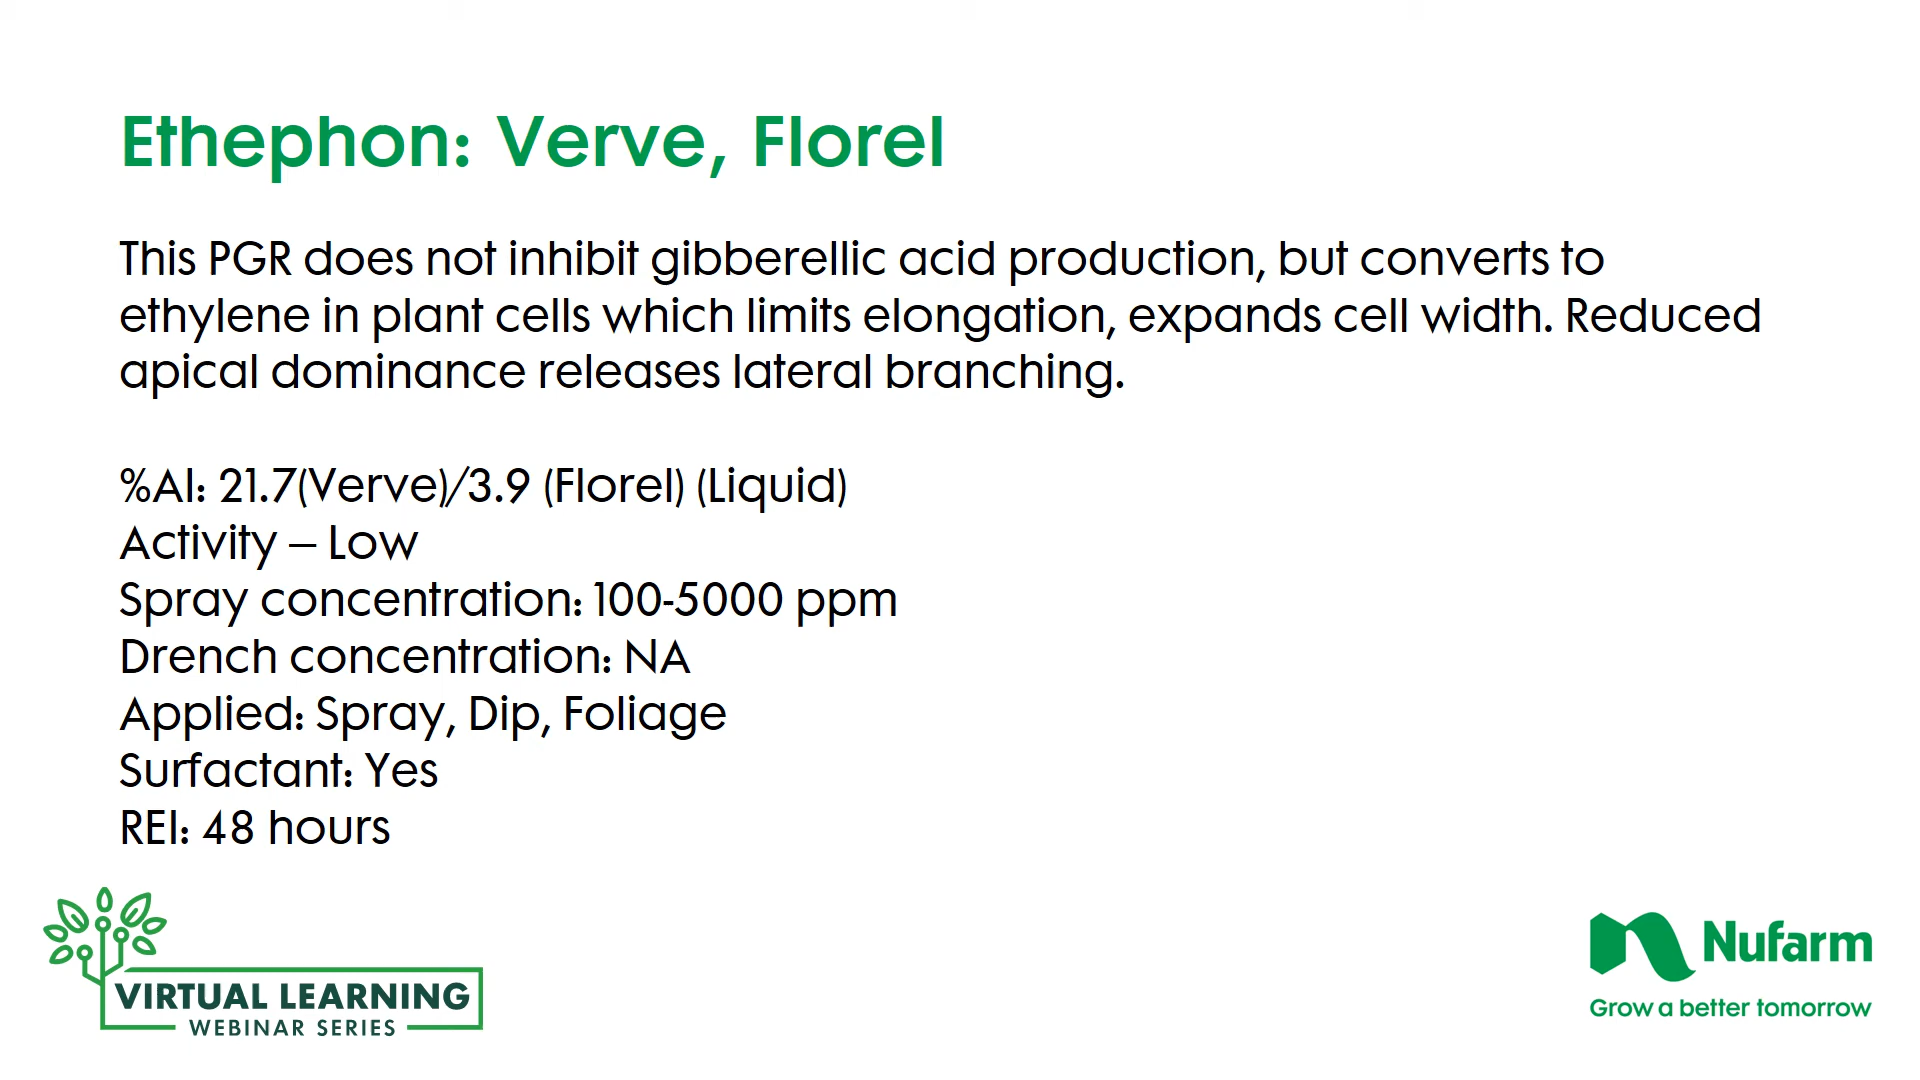 Ethephon: Verve, Florel
This PGR does not inhibit gibberellic acid production, but converts to
ethylene in plant cells which limits elongation, expands cell width. Reduced
apical dominance releases lateral branching.
%AI: 21.7(Verve)/3.9 (Florel) (Liquid)
Activity – Low
Spray concentration: 100-5000 ppm
Drench concentration: NA
Applied: Spray, Dip, Foliage
Surfactant: Yes
REI: 48 hours
VIRTUAL LEARNING
WEBINAR SERIES
Nufarm
Grow a better tomorrow